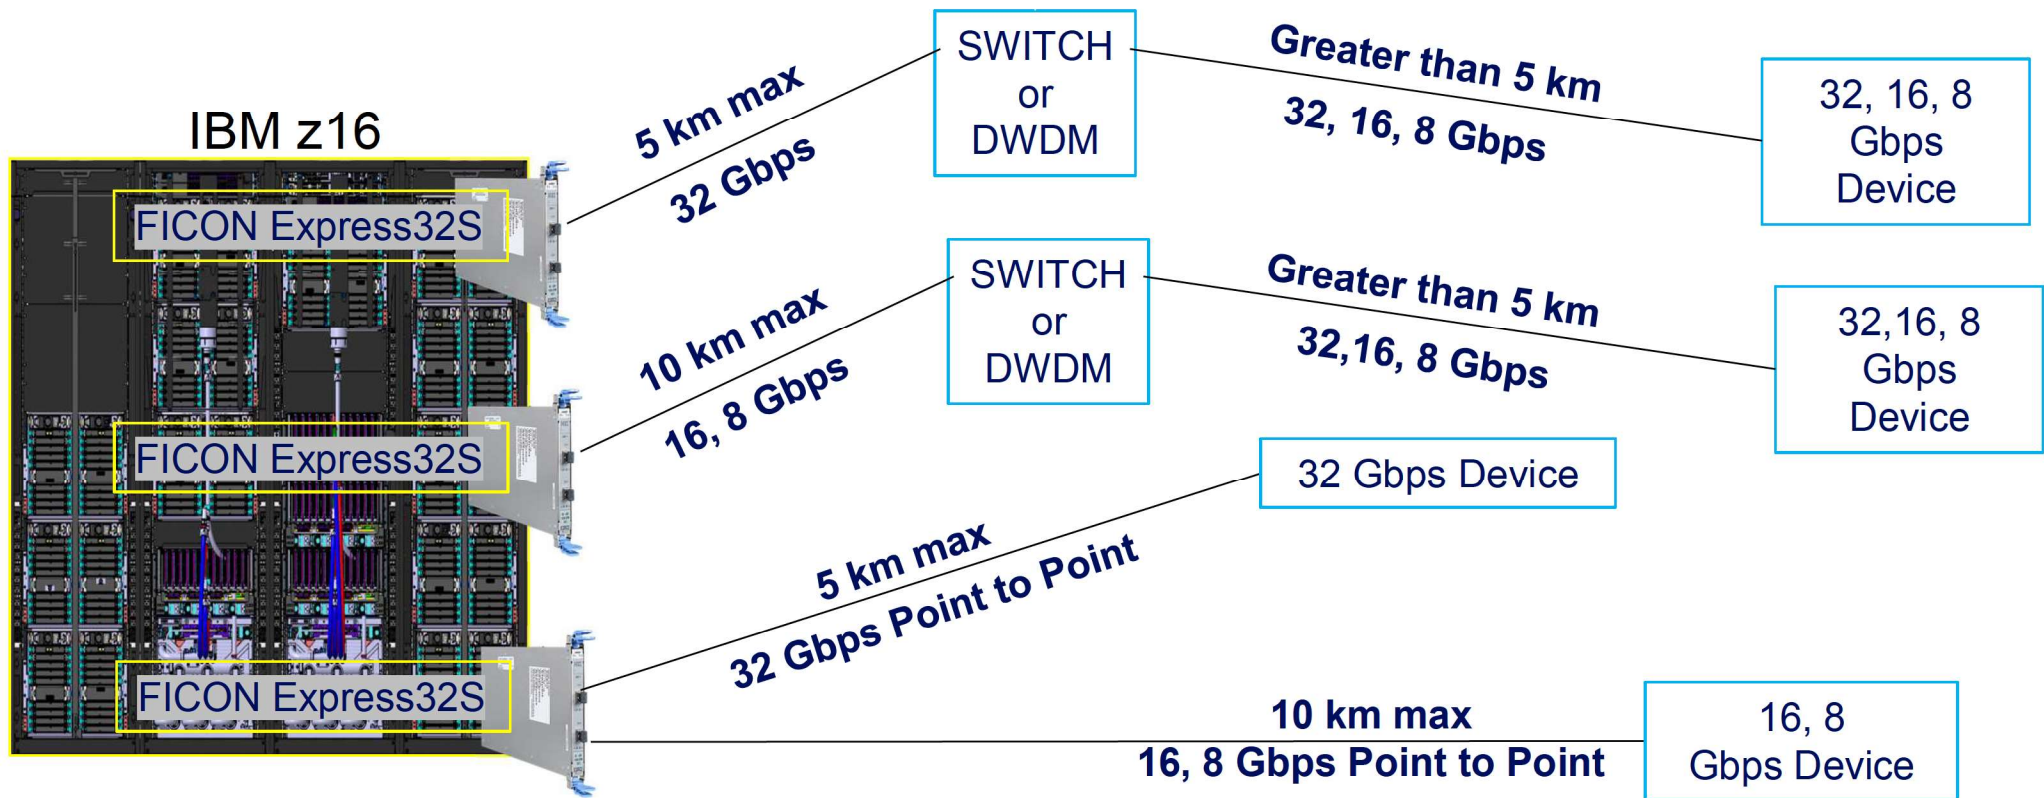 IBM z16
FICON Express32S
5 km max
32 Gbps
SWITCH
or
DWDM
Greater than 5 km
32, 16, 8 Gbps
32, 16, 8
Gbps
Device
FICON Express32S
10 km max
16, 8 Gbps
SWITCH
or
DWDM
Greater than 5 km
32,16, 8 Gbps
32,16, 8
Gbps
Device
FICON Express32S
5 km max
32 Gbps Point to Point
32 Gbps Device
10 km max
16, 8 Gbps Point to Point
16, 8
Gbps Device